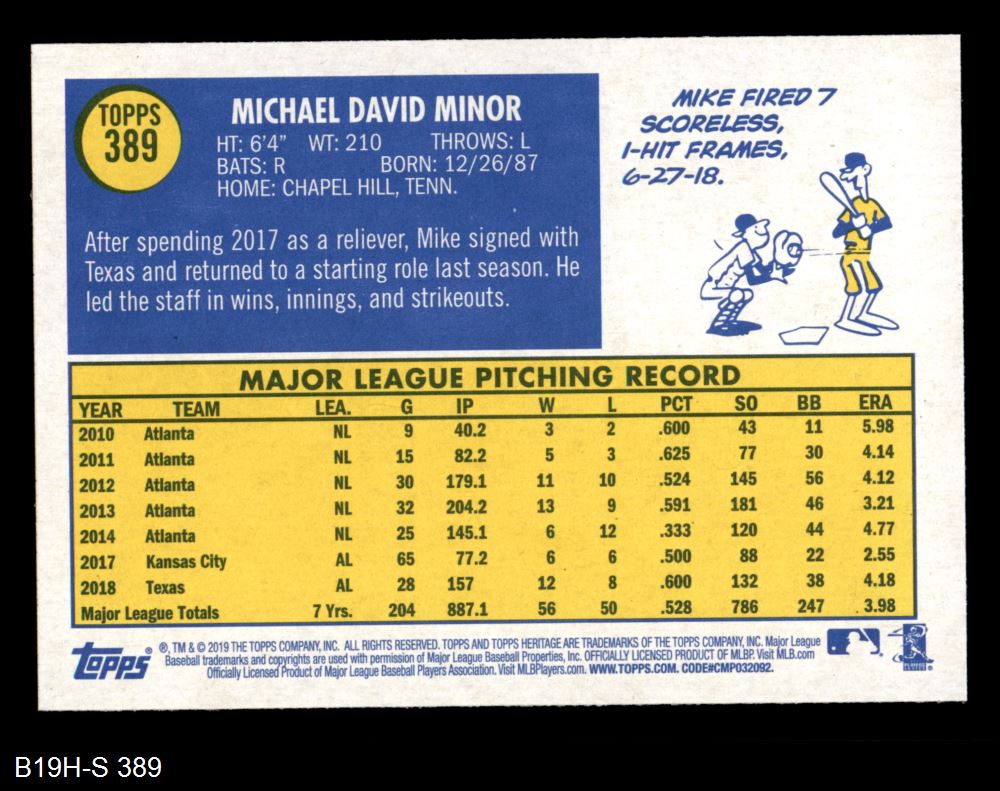 TOPPS
389
MICHAEL DAVID MINOR
HT: 6'4" WT: 210 THROWS: L
BATS: R BORN: 12/26/87
HOME: CHAPEL HILL, TENN.
After spending 2017 as a reliever, Mike signed with
Texas and returned to a starting role last season. He
led the staff in wins, innings, and strikeouts.
MIKE FIRED 7
SCORELESS,
1-HIT FRAMES,
6-27-18.
MAJOR LEAGUE PITCHING RECORD
YEAR TEAM LEA. G IP W L PCT SO BB ERA
2010 Atlanta NL 9 40.2 3 2 .600 43 11 5.98
2011 Atlanta NL 15 82.2 5 3 .625 77 30 4.14
2012 Atlanta NL 30 179.1 11 10 .524 145 56 4.12
2013 Atlanta NL 32 204.2 13 9 .591 181 46 3.21
2014 Atlanta NL 25 145.1 6 12 .333 120 44 4.77
2017 Kansas City AL 65 77.2 6 6 .500 88 22 2.55
2018 Texas AL 28 157 12 8 .600 132 38 4.18
Major League Totals 7 Yrs. 204 887.1 56 50 .528 786 247 3.98
Topps ®, TM & © 2019 THE TOPPS COMPANY, INC. ALL RIGHTS RESERVED. TOPPS AND TOPPS HERITAGE ARE TRADEMARKS OF THE TOPPS COMPANY, INC. Major League
Baseball trademarks and copyrights are used with permission of Major League Baseball Properties, Inc. OFFICIALLY LICENSED PRODUCT OF MLBP. Visit MLB.com
Officially Licensed Product of Major League Baseball Players Association. Visit MLBPlayers.com. WWW.TOPPS.COM. CODE#CMP032092.
B19H-S 389